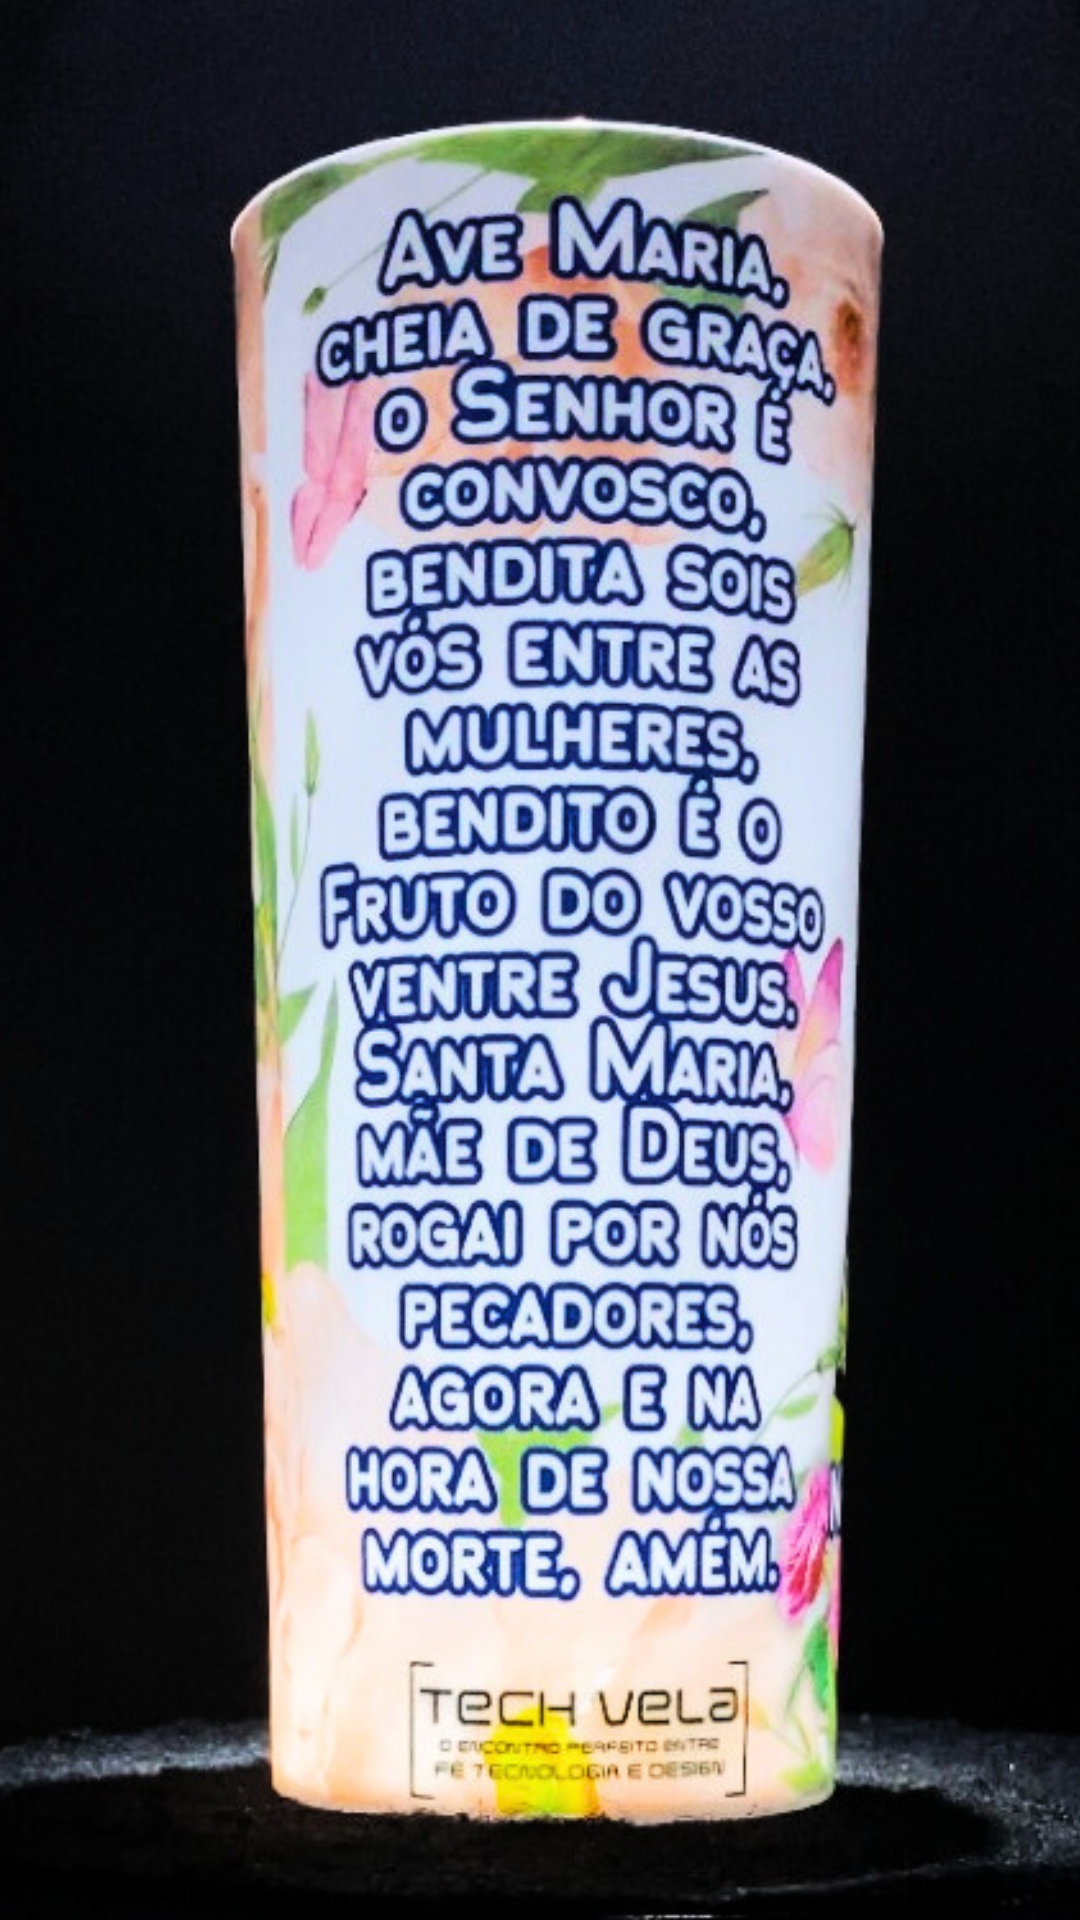 Ave Maria,
cheia de graça,
o Senhor é
convosco,
bendita sois
vós entre as
mulheres,
bendito é o
Fruto do vosso
ventre Jesus.
Santa Maria,
mãe de Deus,
rogai por nós
pecadores,
agora e na
hora de nossa
morte, amém.
TECH VELA
O ENCONTRO PERFEITO ENTRE
FÉ TECNOLOGIA E DESIGN